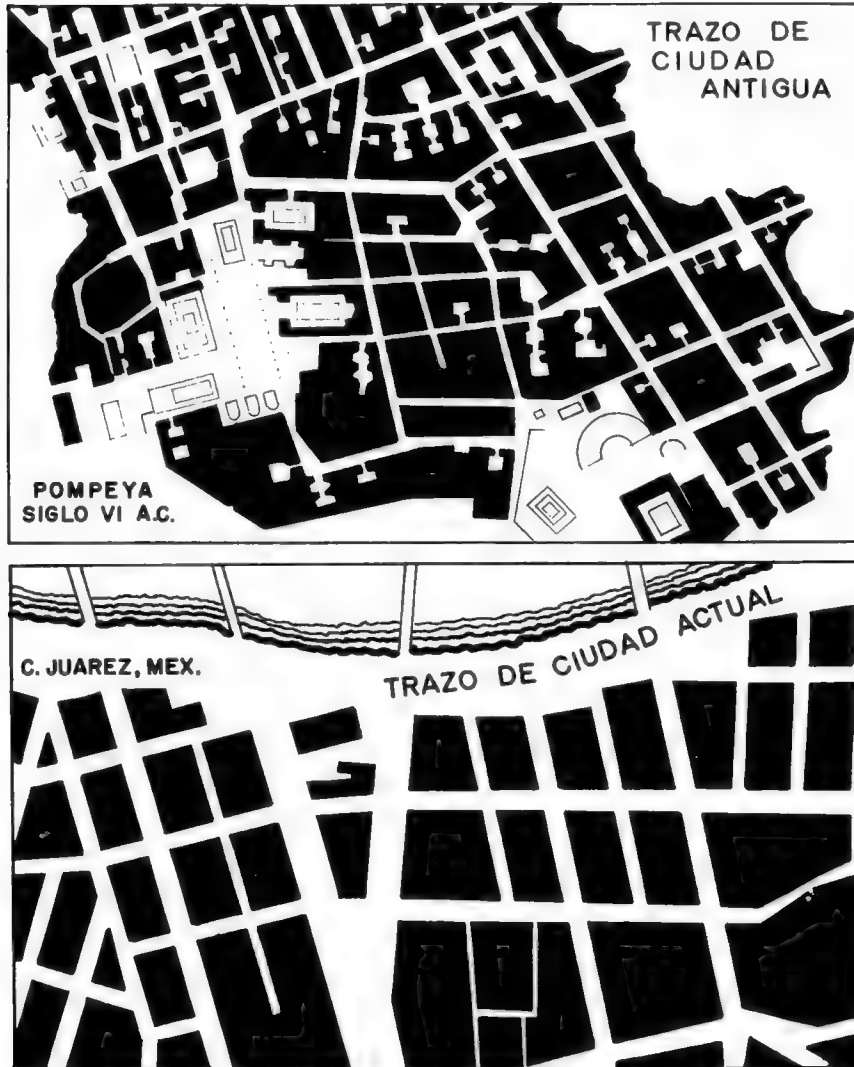 TRAZO DE
CIUDAD
ANTIGUA
POMPEYA
SIGLO VI A.C.
C. JUAREZ, MEX.
TRAZO DE CIUDAD ACTUAL